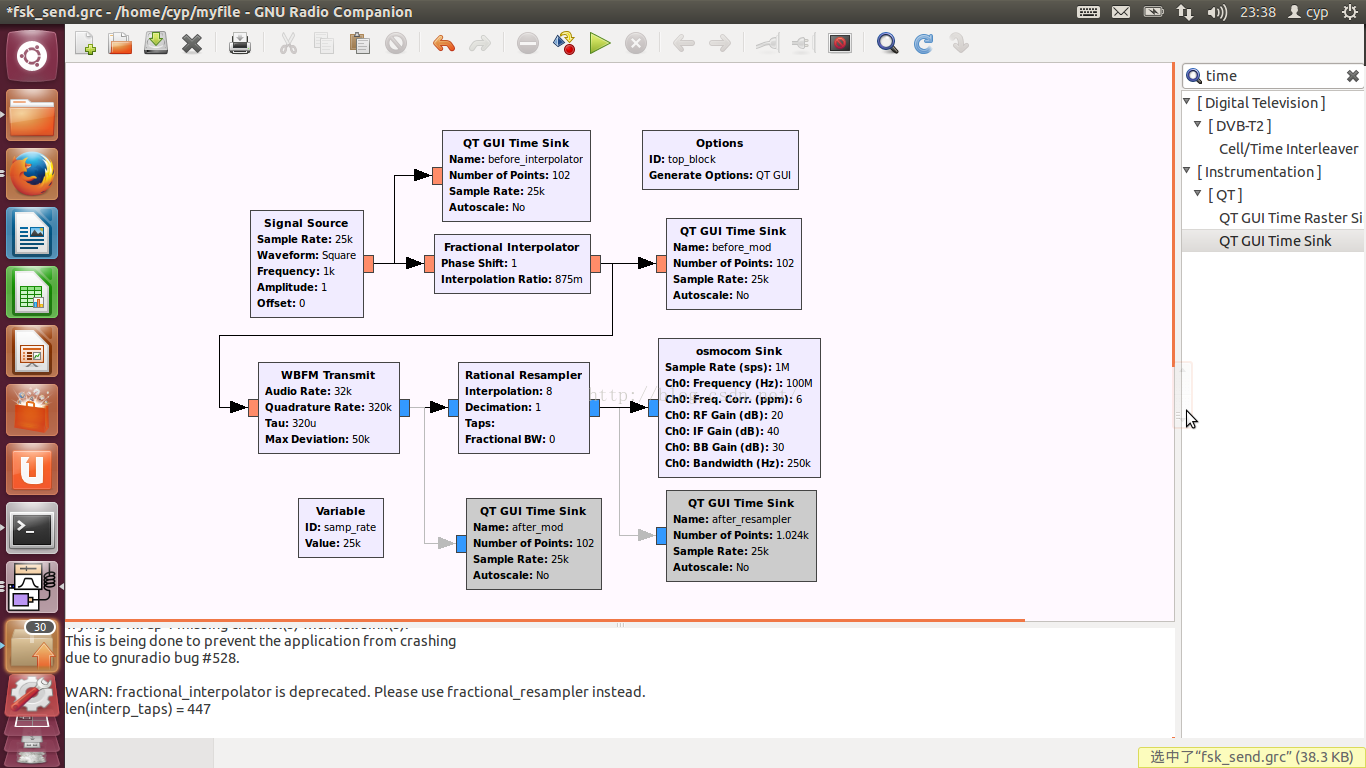 *fsk_send.grc - /home/cyp/myfile - GNU Radio Companion
23:38
cyp
time
[ Digital Television ]
[ DVB-T2 ]
Cell/Time Interleaver
[ Instrumentation ]
[ QT ]
QT GUI Time Raster Si
QT GUI Time Sink
QT GUI Time Sink
Name: before_interpolator
Number of Points: 102
Sample Rate: 25k
Autoscale: No
Options
ID: top_block
Generate Options: QT GUI
Signal Source
Sample Rate: 25k
Waveform: Square
Frequency: 1k
Amplitude: 1
Offset: 0
Fractional Interpolator
Phase Shift: 1
Interpolation Ratio: 875m
QT GUI Time Sink
Name: before_mod
Number of Points: 102
Sample Rate: 25k
Autoscale: No
WBFM Transmit
Audio Rate: 32k
Quadrature Rate: 320k
Tau: 320u
Max Deviation: 50k
Rational Resampler
Interpolation: 8
Decimation: 1
Taps:
Fractional BW: 0
osmocom Sink
Sample Rate (sps): 1M
Ch0: Frequency (Hz): 100M
Ch0: Freq. Corr. (ppm): 6
Ch0: RF Gain (dB): 20
Ch0: IF Gain (dB): 40
Ch0: BB Gain (dB): 30
Ch0: Bandwidth (Hz): 250k
Variable
ID: samp_rate
Value: 25k
QT GUI Time Sink
Name: after_mod
Number of Points: 102
Sample Rate: 25k
Autoscale: No
QT GUI Time Sink
Name: after_resampler
Number of Points: 1.024k
Sample Rate: 25k
Autoscale: No
This is being done to prevent the application from crashing
due to gnuradio bug #528.
WARN: fractional_interpolator is deprecated. Please use fractional_resampler instead.
len(interp_taps) = 447
30
选中了“fsk_send.grc” (38.3 KB)